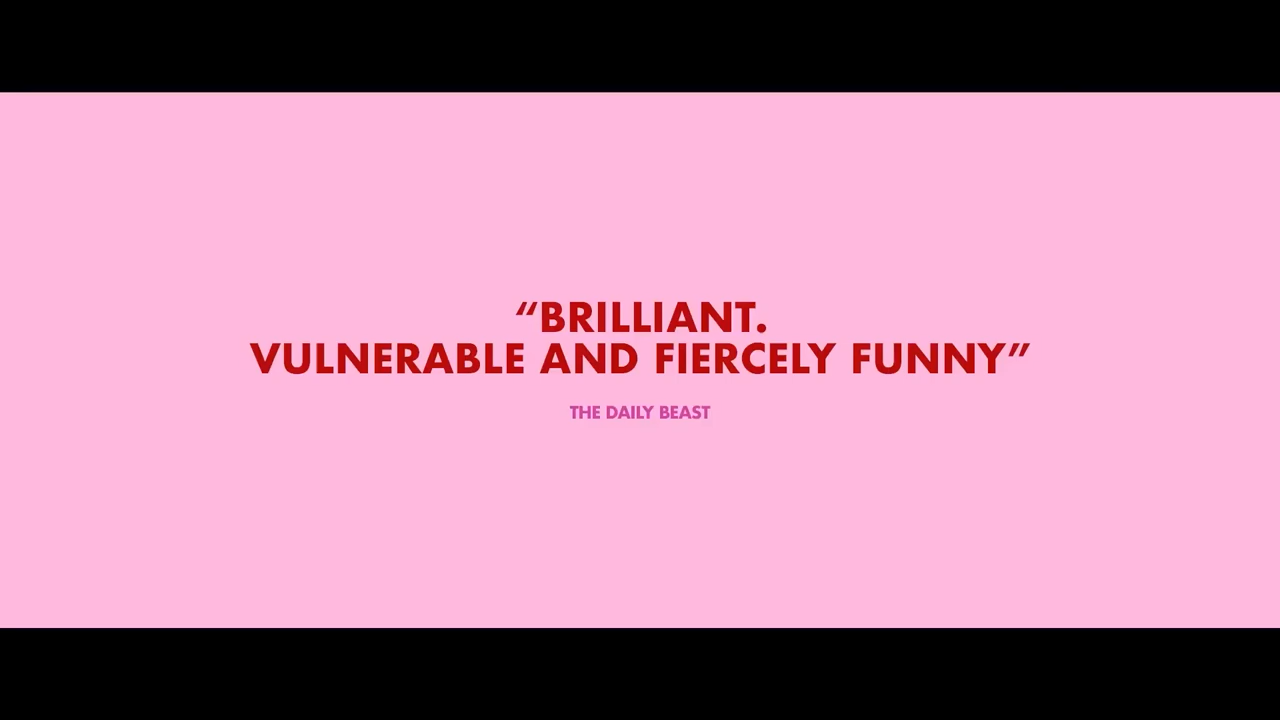 “BRILLIANT.
VULNERABLE AND FIERCELY FUNNY”
THE DAILY BEAST